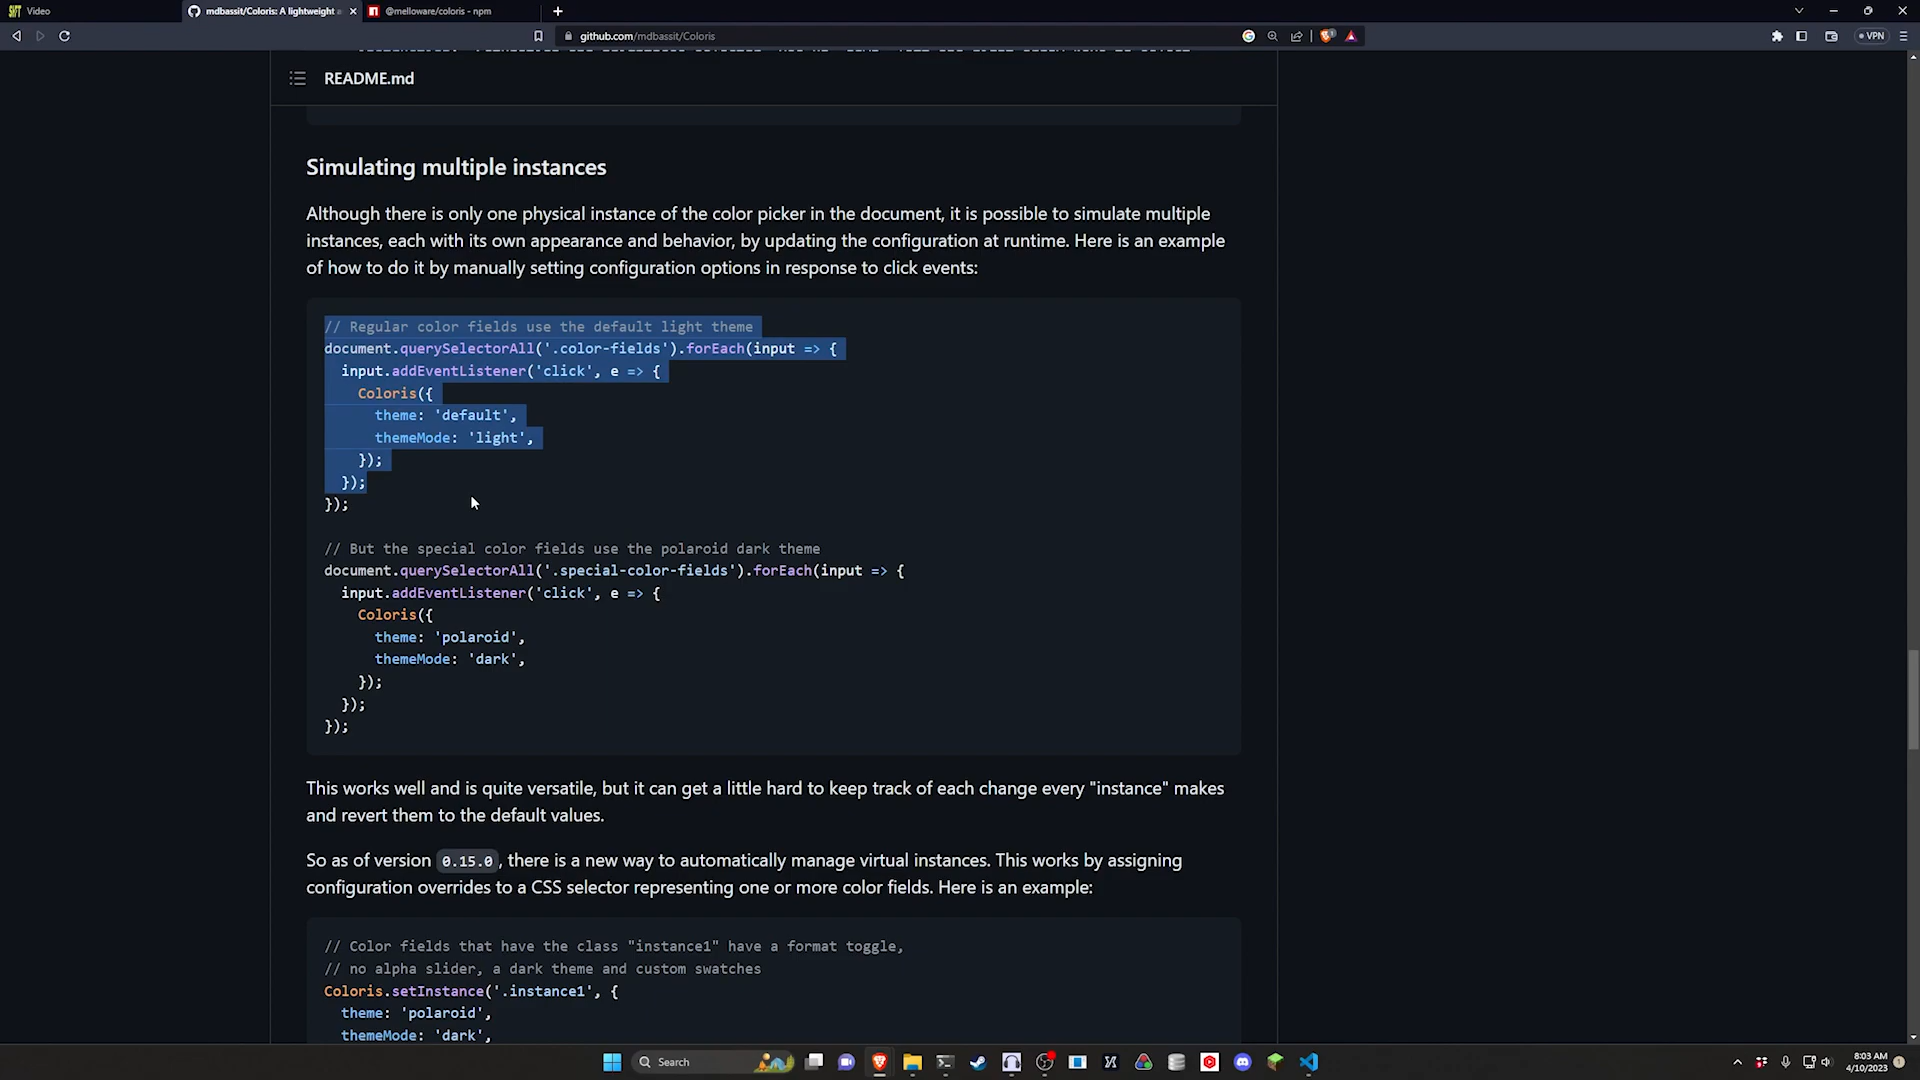 Video
mdbassit/Coloris: A lightweight
@melloware/coloris - npm
github.com/mdbassit/Coloris
VPN
README.md
Simulating multiple instances
Although there is only one physical instance of the color picker in the document, it is possible to simulate multiple
instances, each with its own appearance and behavior, by updating the configuration at runtime. Here is an example
of how to do it by manually setting configuration options in response to click events:
// Regular color fields use the default light theme
document.querySelectorAll('.color-fields').forEach(input => {
input.addEventListener('click', e => {
Coloris({
theme: 'default',
themeMode: 'light',
});
});
});
// But the special color fields use the polaroid dark theme
document.querySelectorAll('.special-color-fields').forEach(input => {
input.addEventListener('click', e => {
Coloris({
theme: 'polaroid',
themeMode: 'dark',
});
});
});
This works well and is quite versatile, but it can get a little hard to keep track of each change every "instance" makes
and revert them to the default values.
So as of version 0.15.0, there is a new way to automatically manage virtual instances. This works by assigning
configuration overrides to a CSS selector representing one or more color fields. Here is an example:
// Color fields that have the class "instance1" have a format toggle,
// no alpha slider, a dark theme and custom swatches
Coloris.setInstance('.instance1', {
theme: 'polaroid',
themeMode: 'dark',
Search
8:03 AM
4/10/2023